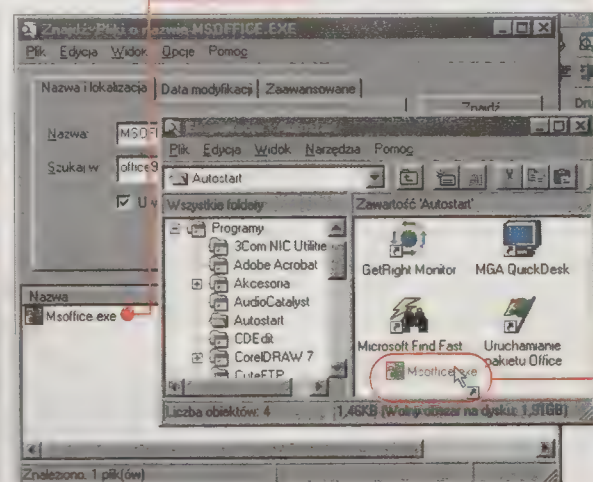 Znajdź: Pliki o nazwie MSOFFICE.EXE
Plik Edycja Widok Opcje Pomoc
Nazwa i lokalizacja Data modyfikacji Zaawansowane
Znajdź
Nazwa: MSOFF
Szukaj w office9
Plik Edycja Widok Narzędzia Pomoc
Autostart
Wszystkie foldery
Zawartość 'Autostart'
Programy
3Com NIC Utilitie
Adobe Acrobat
Akcesoria
AudioCatalyst
Autostart
CDEdit
CorelDRAW 7
CuteFTP
GetRight Monitor
MGA QuickDesk
Microsoft Find Fast
Uruchamianie pakietu Office
Msoffice.exe
Liczba obiektów: 4
1,46KB (Wolny obszar na dysku: 1,91GB)
Nazwa
Msoffice.exe
Znaleziono: 1 plik(ów)